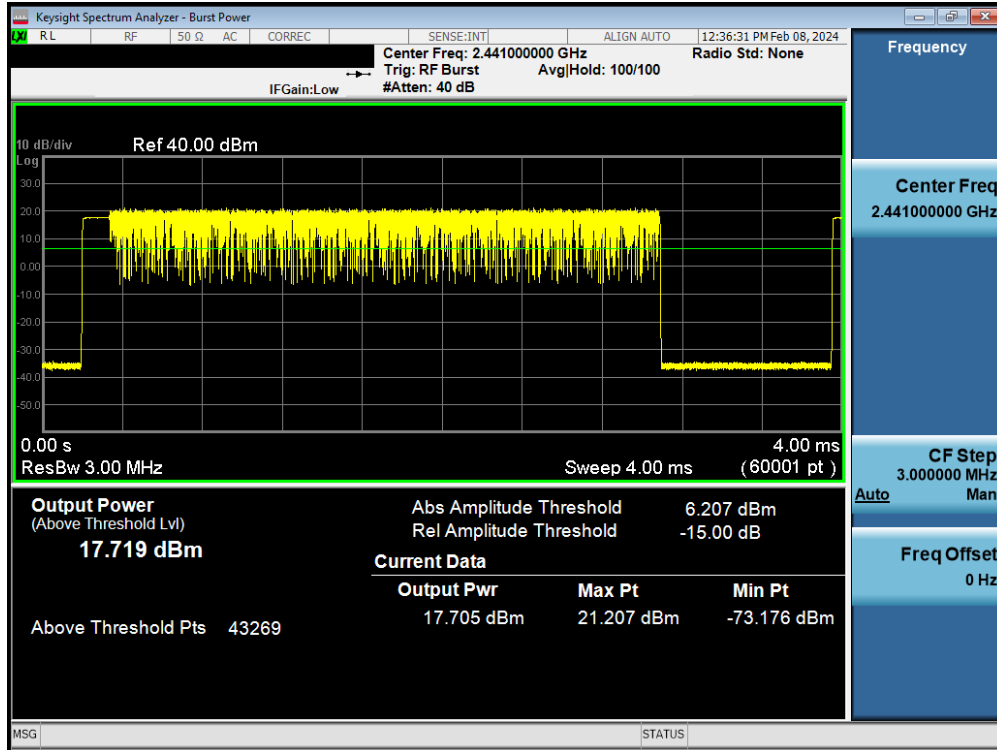 Keysight Spectrum Analyzer - Burst Power
LXI RL RF 50 Ω AC CORREC SENSE:INT ALIGN AUTO 12:36:31 PM Feb 08, 2024
Center Freq: 2.441000000 GHz Radio Std: None
Trig: RF Burst Avg|Hold: 100/100
IFGain:Low #Atten: 40 dB
10 dB/div Ref 40.00 dBm
Log
30.0
20.0
10.0
0.00
-10.0
-20.0
-30.0
-40.0
-50.0
0.00 s 4.00 ms
ResBw 3.00 MHz Sweep 4.00 ms (60001 pt)
Output Power
(Above Threshold Lvl)
17.719 dBm
Above Threshold Pts 43269
Abs Amplitude Threshold 6.207 dBm
Rel Amplitude Threshold -15.00 dB
Current Data
Output Pwr Max Pt Min Pt
17.705 dBm 21.207 dBm -73.176 dBm
MSG STATUS
Frequency
Center Freq
2.441000000 GHz
CF Step
3.000000 MHz
Auto Man
Freq Offset
0 Hz